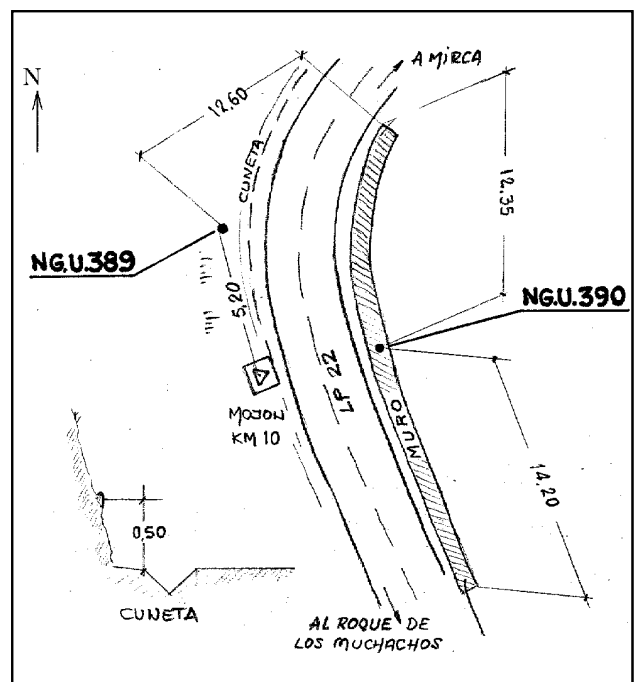 A MIRCA
N
12.60
CUNETA
12.35
NG.U.389
5,20
NG.U.390
LP 22
MOJON
KM 10
MURO
14.20
0,50
CUNETA
AL ROQUE DE
LOS MUCHACHOS